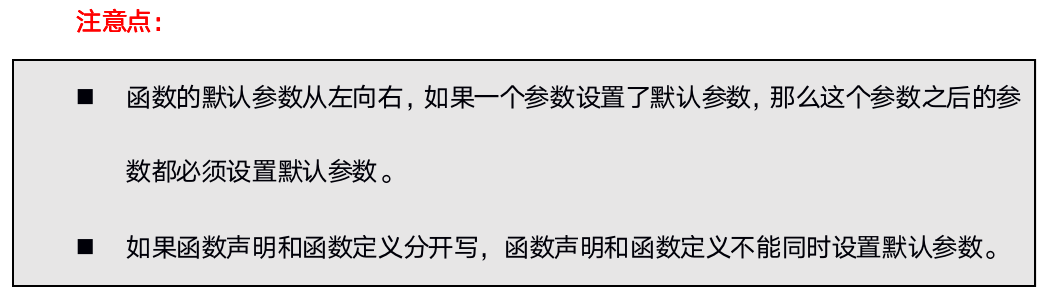 注意点：
■ 函数的默认参数从左向右，如果一个参数设置了默认参数，那么这个参数之后的参
数都必须设置默认参数。
■ 如果函数声明和函数定义分开写，函数声明和函数定义不能同时设置默认参数。